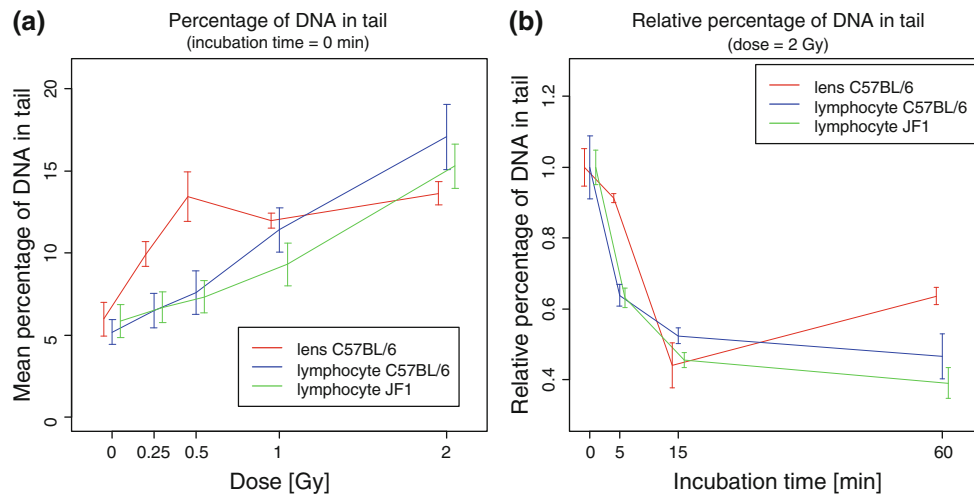 (a)
Percentage of DNA in tail
(incubation time = 0 min)
Mean percentage of DNA in tail
20
15
10
5
0
lens C57BL/6
lymphocyte C57BL/6
lymphocyte JF1
0 0.25 0.5 1 2
Dose [Gy]
(b)
Relative percentage of DNA in tail
(dose = 2 Gy)
Relative percentage of DNA in tail
1.2
1.0
0.8
0.6
0.4
lens C57BL/6
lymphocyte C57BL/6
lymphocyte JF1
0 5 15 60
Incubation time [min]